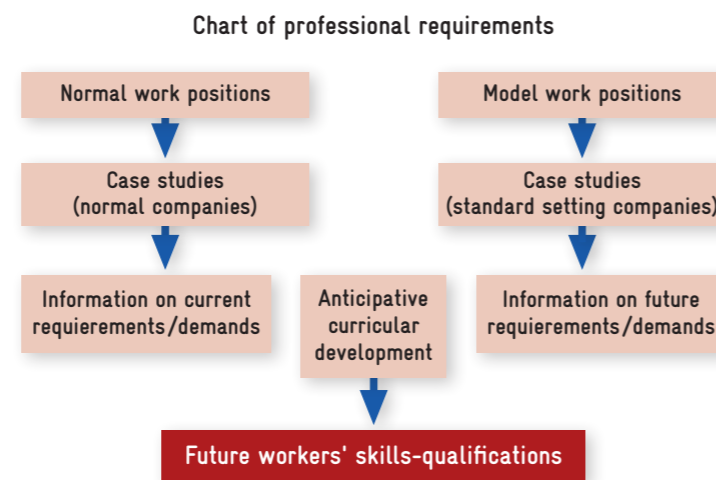 Chart of professional requirements
Normal work positions
Model work positions
Case studies
(normal companies)
Case studies
(standard setting companies)
Information on current
requierements/demands
Anticipative
curricular
development
Information on future
requierements/demands
Future workers' skills-qualifications